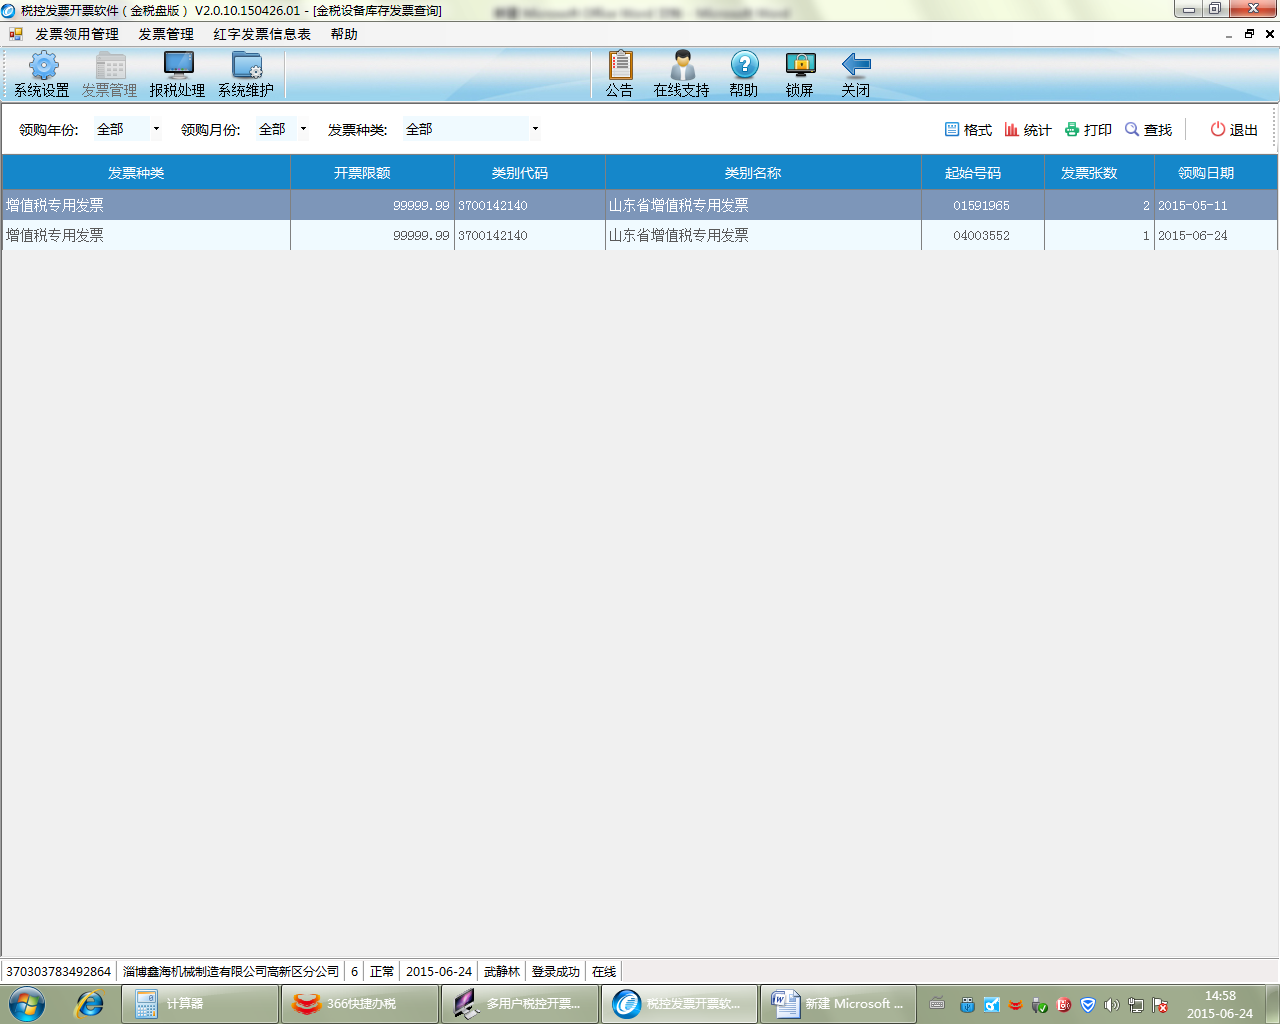 税控发票开票软件（金税盘版） V2.0.10.150426.01 - [金税设备库存发票查询]
发票领用管理 发票管理 红字发票信息表 帮助
系统设置 发票管理 报税处理 系统维护 公告 在线支持 帮助 锁屏 关闭
领购年份: 全部 领购月份: 全部 发票种类: 全部 格式 统计 打印 查找 退出
发票种类 开票限额 类别代码 类别名称 起始号码 发票张数 领购日期
增值税专用发票 99999.99 3700142140 山东省增值税专用发票 01591965 2 2015-05-11
增值税专用发票 99999.99 3700142140 山东省增值税专用发票 04003552 1 2015-06-24
370303783492864 淄博鑫海机械制造有限公司高新区分公司 6 正常 2015-06-24 武静林 登录成功 在线
计算器 366快捷办税 多用户税控开票... 税控发票开票软... 新建 Microsoft ... 14:58
2015-06-24